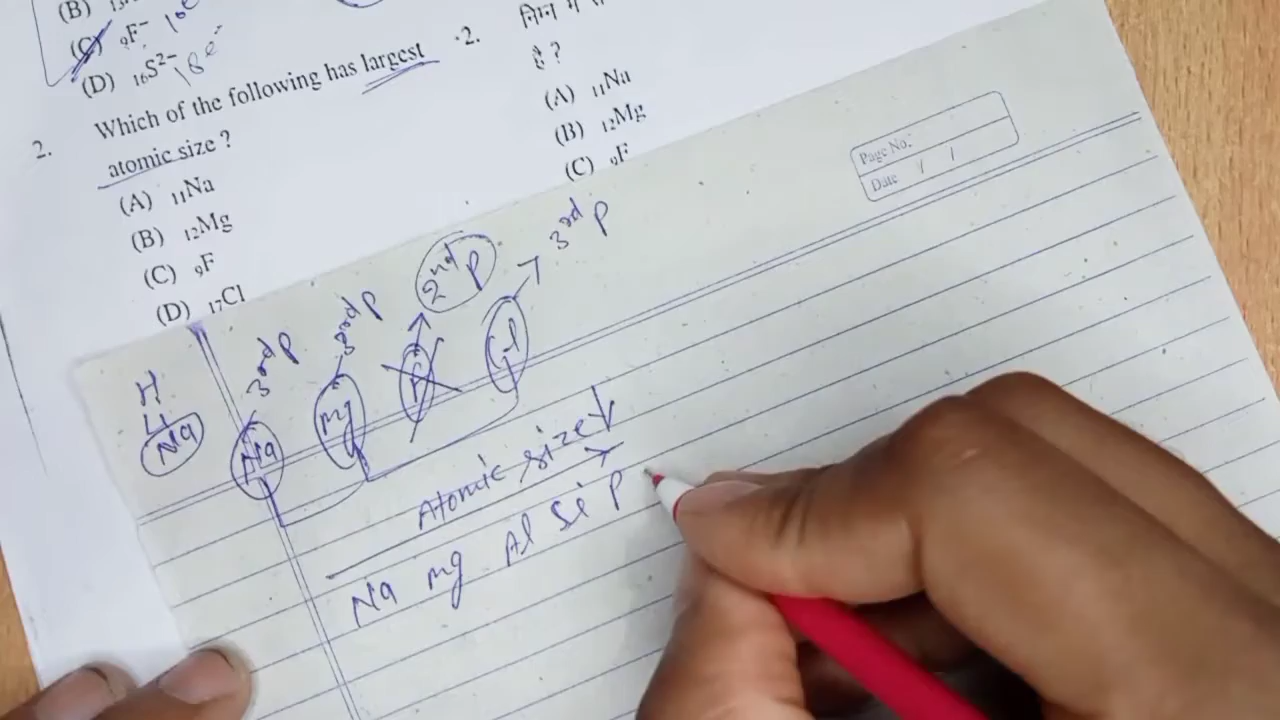 (B)
(C) ₉F⁻ 10e⁻
(D) ₁₆S²⁻ 18e⁻
2. Which of the following has largest
atomic size ?
(A) ₁₁Na
(B) ₁₂Mg
(C) ₉F
(D) ₁₇Cl
2. निम्न में
है ?
(A) ₁₁Na
(B) ₁₂Mg
(C) ₉F
Page No:
Date / /
3rd P 3rd P 2nd P 3rd P
H
Li
Na
Na mg F Cl
Atomic size↓
Na mg Al Si P